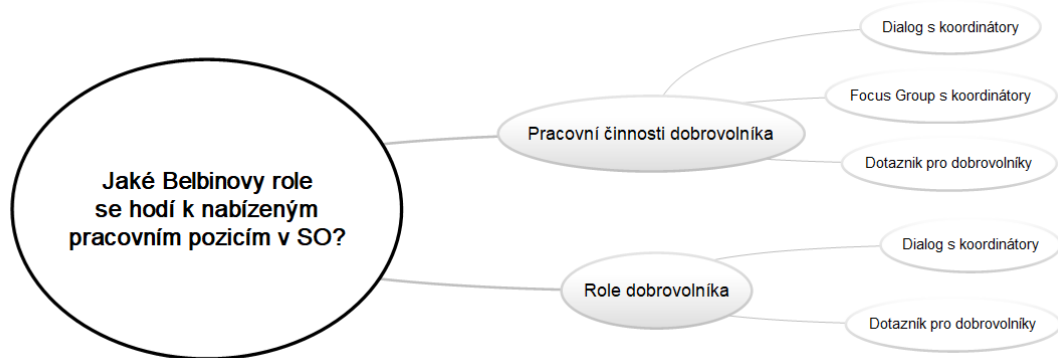 Jaké Belbinovy role
se hodí k nabízeným
pracovním pozicím v SO?
Pracovní činnosti dobrovolníka
Dialog s koordinátory
Focus Group s koordinátory
Dotaznik pro dobrovolníky
Role dobrovolníka
Dialog s koordinátory
Dotazník pro dobrovolníky